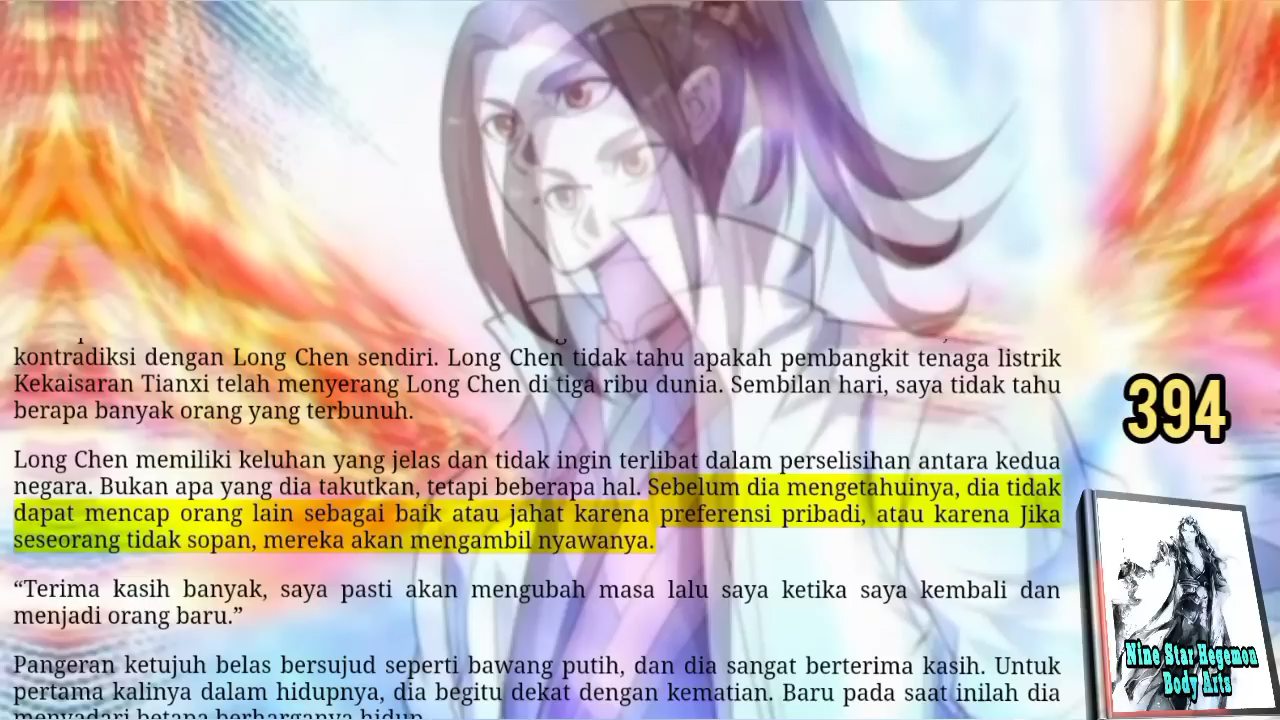 kontradiksi dengan Long Chen sendiri. Long Chen tidak tahu apakah pembangkit tenaga listrik
Kekaisaran Tianxi telah menyerang Long Chen di tiga ribu dunia. Sembilan hari, saya tidak tahu
berapa banyak orang yang terbunuh.
Long Chen memiliki keluhan yang jelas dan tidak ingin terlibat dalam perselisihan antara kedua
negara. Bukan apa yang dia takutkan, tetapi beberapa hal. Sebelum dia mengetahuinya, dia tidak
dapat mencap orang lain sebagai baik atau jahat karena preferensi pribadi, atau karena Jika
seseorang tidak sopan, mereka akan mengambil nyawanya.
“Terima kasih banyak, saya pasti akan mengubah masa lalu saya ketika saya kembali dan
menjadi orang baru.”
Pangeran ketujuh belas bersujud seperti bawang putih, dan dia sangat berterima kasih. Untuk
pertama kalinya dalam hidupnya, dia begitu dekat dengan kematian. Baru pada saat inilah dia
menyadari betapa berharganya hidup.
394
Nine Star Hegemon
Body Arts